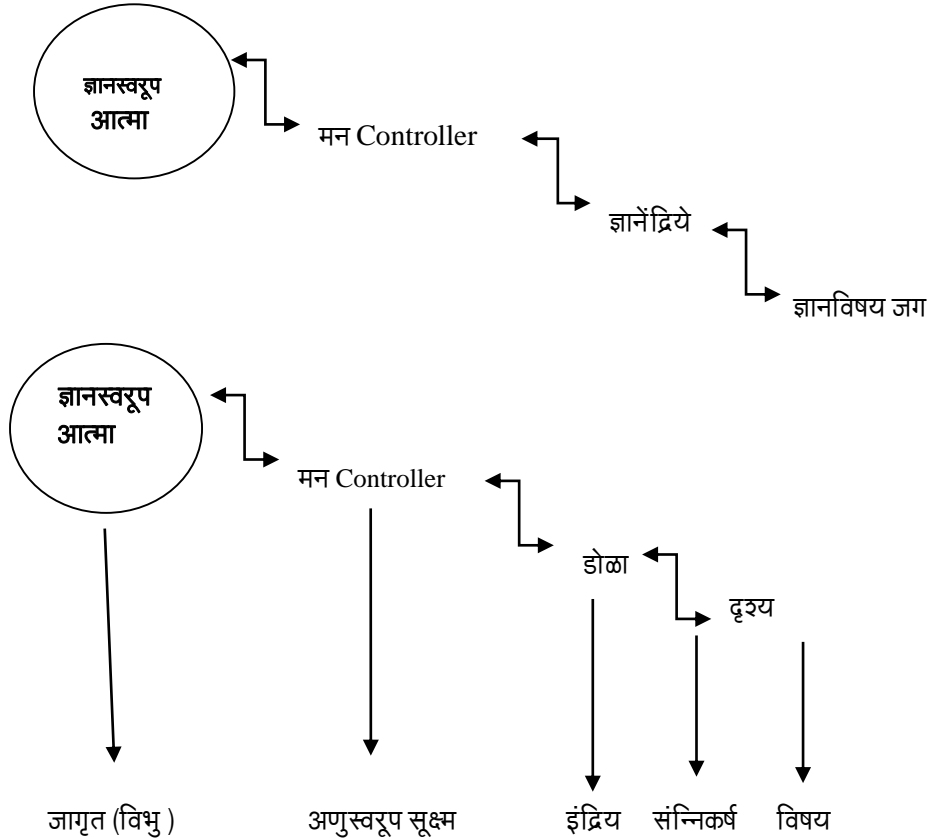 ज्ञानस्वरूप
आत्मा
मन Controller
ज्ञानेंद्रिये
ज्ञानविषय जग
ज्ञानस्वरूप
आत्मा
मन Controller
डोळा
दृश्य
जागृत (विभु )
अणुस्वरूप सूक्ष्म
इंद्रिय
संन्निकर्ष
विषय